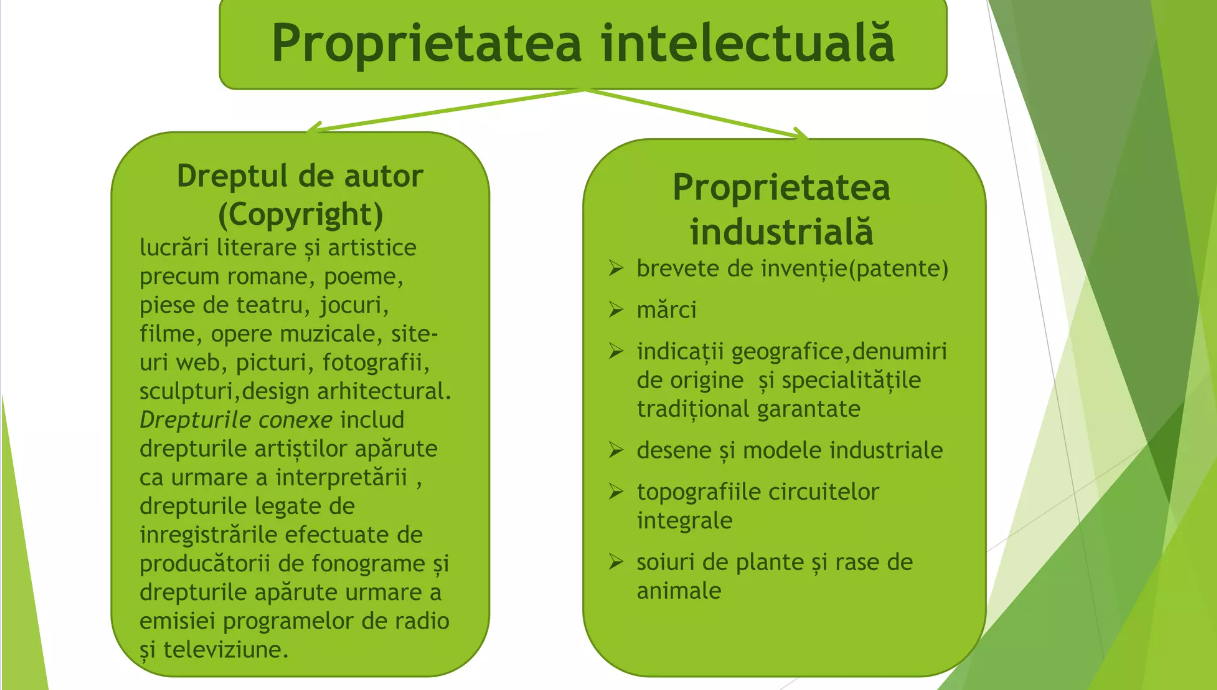 Proprietatea intelectuală
Dreptul de autor
(Copyright)
lucrări literare și artistice
precum romane, poeme,
piese de teatru, jocuri,
filme, opere muzicale, site-
uri web, picturi, fotografii,
sculpturi,design arhitectural.
Drepturile conexe includ
drepturile artiștilor apărute
ca urmare a interpretării ,
drepturile legate de
inregistrările efectuate de
producătorii de fonograme și
drepturile apărute urmare a
emisiei programelor de radio
și televiziune.
Proprietatea
industrială
➢ brevete de invenție(patente)
➢ mărci
➢ indicații geografice,denumiri
de origine  și specialitățile
tradițional garantate
➢ desene și modele industriale
➢ topografiile circuitelor
integrale
➢ soiuri de plante și rase de
animale